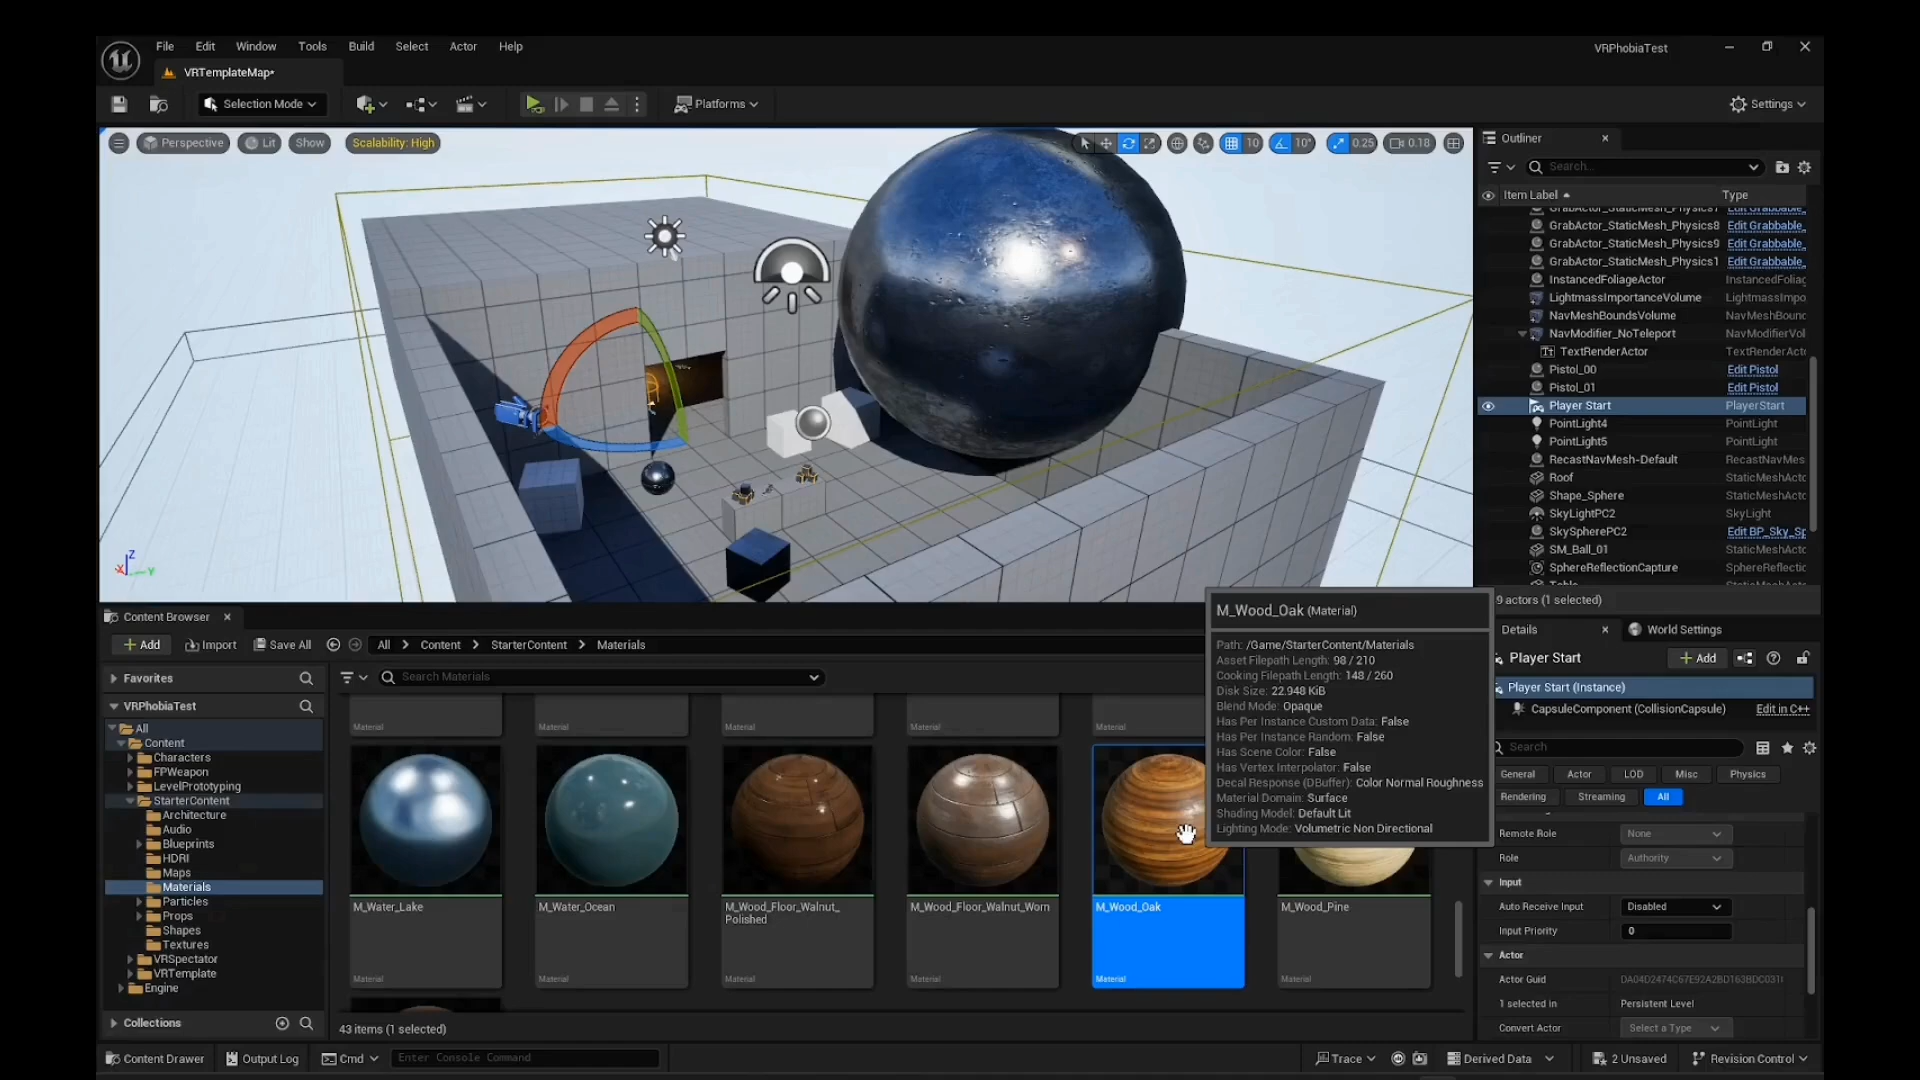 File Edit Window Tools Build Select Actor Help
VRPhobiaTest
VRTemplateMap*
Selection Mode
Platforms
Settings
Perspective Lit Show Scalability: High
10 10° 0.25 0.18
Z X Y
Outliner
Search...
Item Label Type
GrabActor_StaticMesh_Physics7 Edit Grabbable_
GrabActor_StaticMesh_Physics8 Edit Grabbable_
GrabActor_StaticMesh_Physics9 Edit Grabbable_
GrabActor_StaticMesh_Physics1 Edit Grabbable_
InstancedFoliageActor InstancedFoliag
LightmassImportanceVolume LightmassImpo
NavMeshBoundsVolume NavMeshBound
NavModifier_NoTeleport NavModifierVol
TextRenderActor TextRenderActo
Pistol_00 Edit Pistol
Pistol_01 Edit Pistol
Player Start PlayerStart
PointLight4 PointLight
PointLight5 PointLight
RecastNavMesh-Default RecastNavMes
Roof StaticMeshActo
Shape_Sphere StaticMeshActo
SkyLightPC2 SkyLight
SkySpherePC2 Edit BP_Sky_Sp
SM_Ball_01 StaticMeshActo
SphereReflectionCapture SphereReflectic
9 actors (1 selected)
Details World Settings
Player Start Add
Player Start (Instance)
CapsuleComponent (CollisionCapsule) Edit in C++
Search
General Actor LOD Misc Physics
Rendering Streaming All
Remote Role None
Role Authority
Input
Auto Receive Input Disabled
Input Priority 0
Actor
Actor Guid
1 selected in Persistent Level
Convert Actor Select a Type
Content Browser
Add Import Save All All Content StarterContent Materials
Favorites
Search Materials
VRPhobiaTest
All
Content
Characters
FPWeapon
LevelPrototyping
StarterContent
Architecture
Audio
Blueprints
HDRI
Maps
Materials
Particles
Props
Shapes
Textures
VRSpectator
VRTemplate
Engine
Collections
Material Material Material Material Material
M_Water_Lake
Material
M_Water_Ocean
Material
M_Wood_Floor_Walnut_
Polished
Material
M_Wood_Floor_Walnut_Worn
Material
M_Wood_Oak
Material
M_Wood_Pine
Material
M_Wood_Oak (Material)
Path: /Game/StarterContent/Materials
Asset Filepath Length: 98 / 210
Cooking Filepath Length: 148 / 260
Disk Size: 22.948 KiB
Blend Mode: Opaque
Has Per Instance Custom Data: False
Has Per Instance Random: False
Has Scene Color: False
Has Vertex Interpolator: False
Decal Response (DBuffer): Color Normal Roughness
Material Domain: Surface
Shading Model: Default Lit
Lighting Mode: Volumetric Non Directional
43 items (1 selected)
Content Drawer Output Log Cmd Enter Console Command
Trace Derived Data 2 Unsaved Revision Control